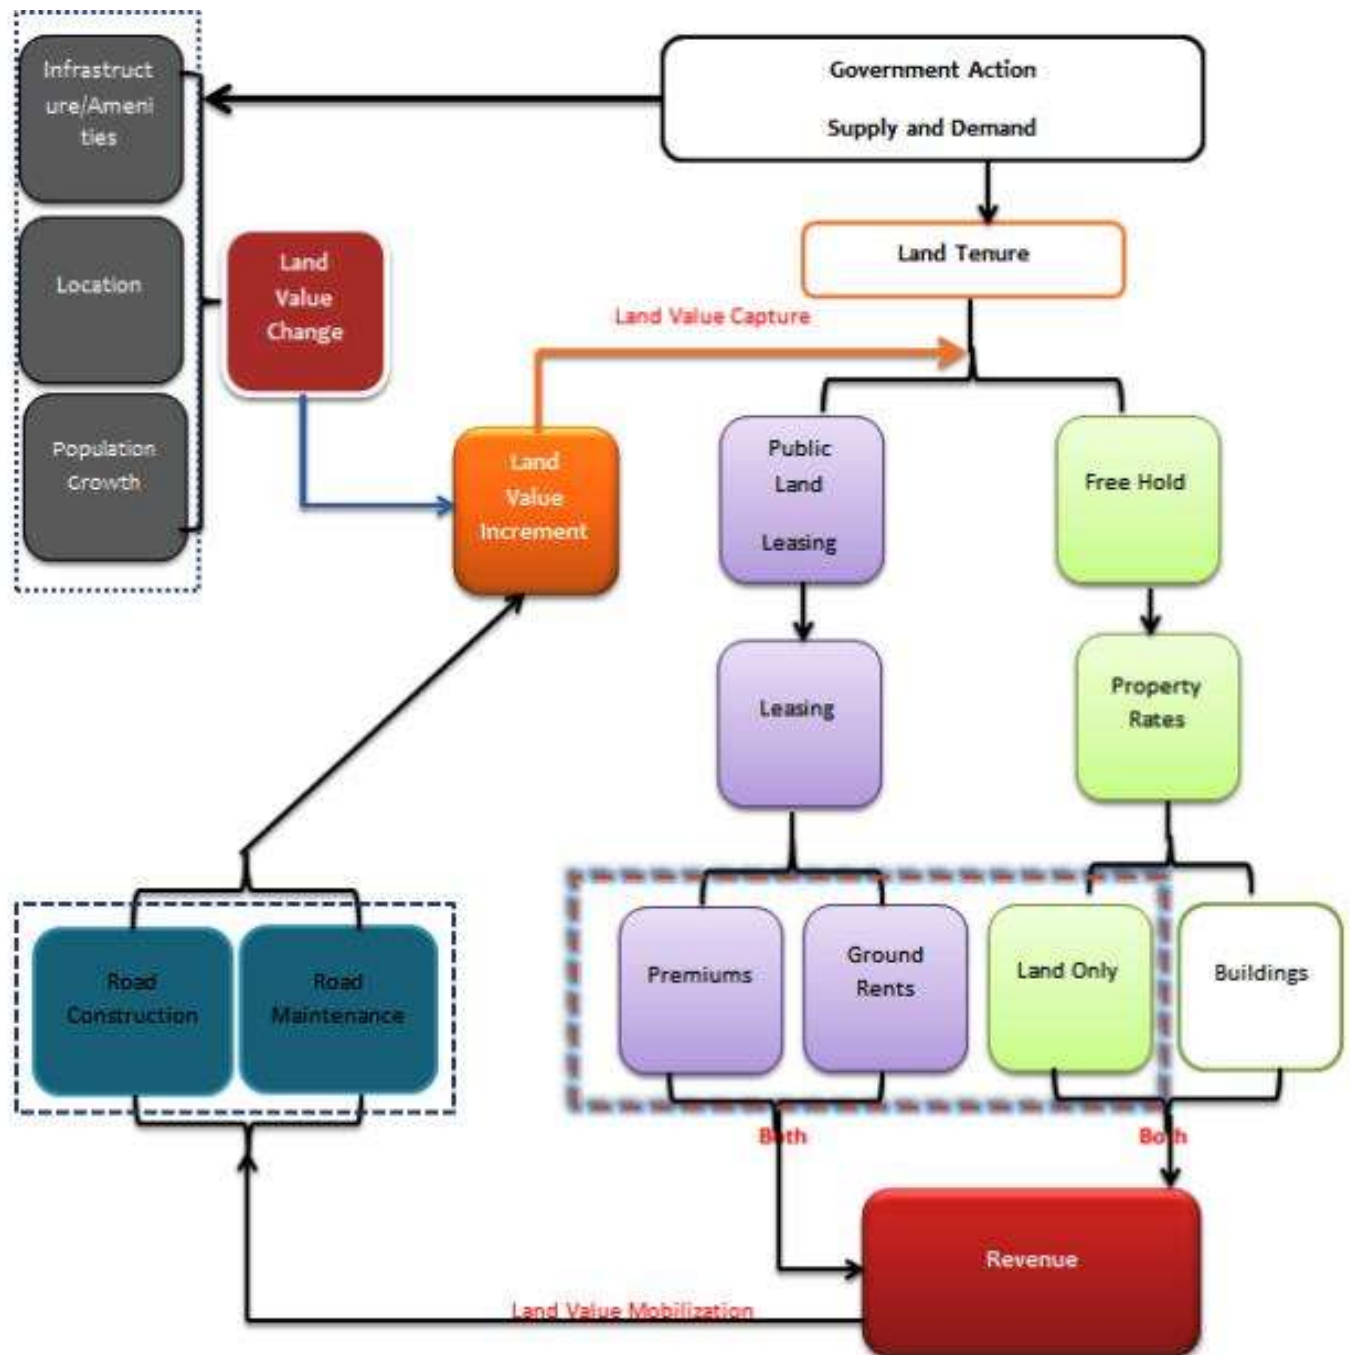 Infrastruct
ure/Ameni
ties
Government Action
Supply and Demand
Location
Land
Value
Change
Land Tenure
Land Value Capture
Population
Growth
Land
Value
Increment
Public
Land
Leasing
Free Hold
Leasing
Property
Rates
Road
Construction
Road
Maintenance
Premiums
Ground
Rents
Land Only
Buildings
Both
Both
Revenue
Land Value Mobilization